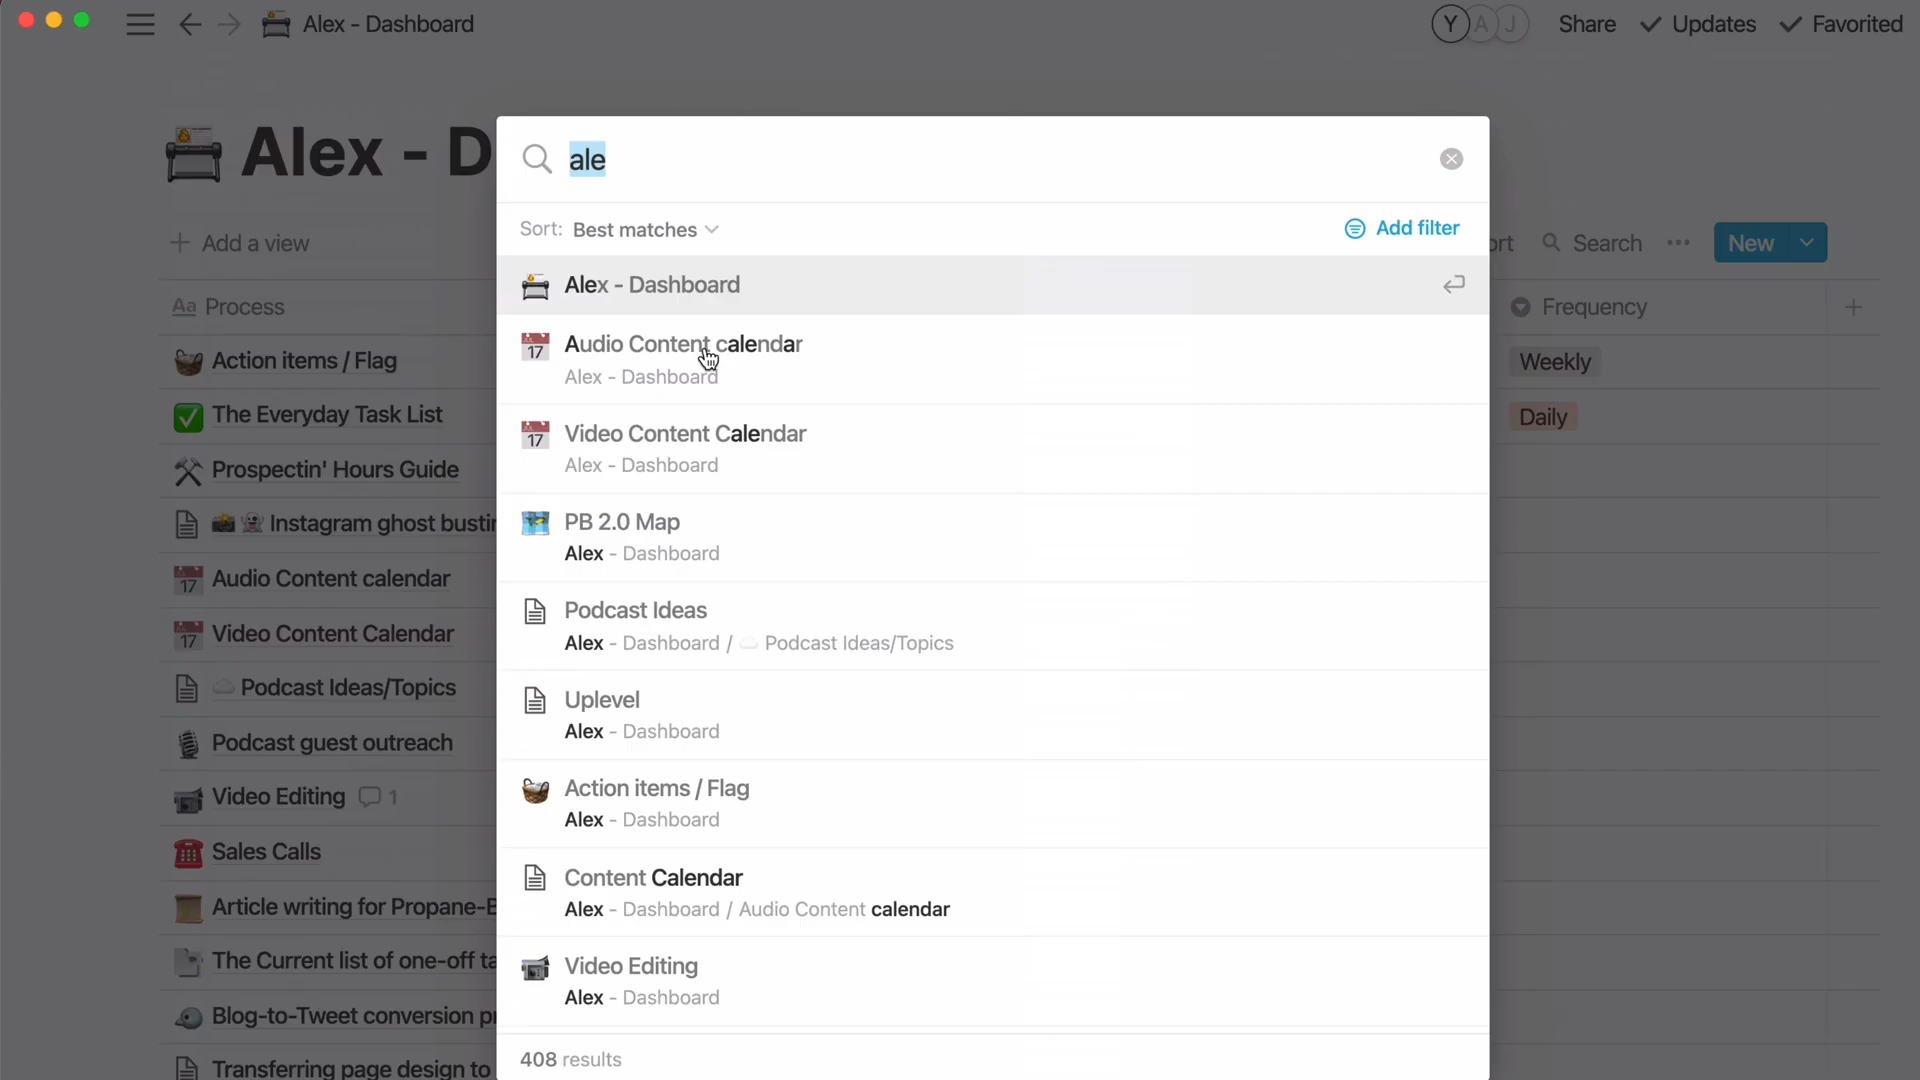 Alex - Dashboard
Y A J Share Updates Favorited
Alex - D
ale
Sort: Best matches Add filter
Add a view
Search ··· New
Aa Process
Frequency
Alex - Dashboard
Audio Content calendar
Alex - Dashboard
Video Content Calendar
Alex - Dashboard
PB 2.0 Map
Alex - Dashboard
Podcast Ideas
Alex - Dashboard / Podcast Ideas/Topics
Uplevel
Alex - Dashboard
Action items / Flag
Alex - Dashboard
Content Calendar
Alex - Dashboard / Audio Content calendar
Video Editing
Alex - Dashboard
408 results
Action items / Flag
Weekly
The Everyday Task List
Daily
Prospectin' Hours Guide
Instagram ghost bustin
Audio Content calendar
Video Content Calendar
Podcast Ideas/Topics
Podcast guest outreach
Video Editing 1
Sales Calls
Article writing for Propane-B
The Current list of one-off ta
Blog-to-Tweet conversion pr
Transferring page design to